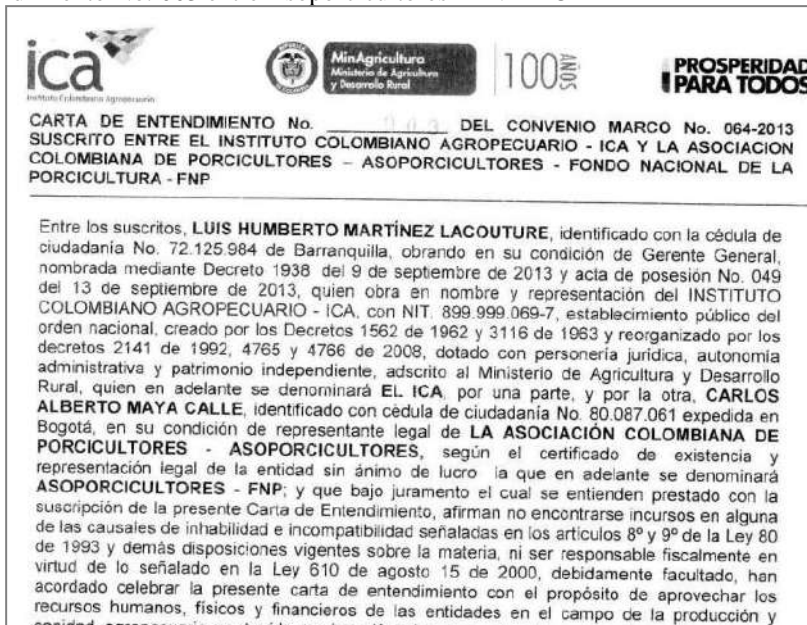 ica
Instituto Colombiano Agropecuario
MinAgricultura
Ministerio de Agricultura
y Desarrollo Rural
100 AÑOS
PROSPERIDAD
PARA TODOS
CARTA DE ENTENDIMIENTO No. DEL CONVENIO MARCO No. 064-2013
SUSCRITO ENTRE EL INSTITUTO COLOMBIANO AGROPECUARIO - ICA Y LA ASOCIACION
COLOMBIANA DE PORCICULTORES – ASOPORCICULTORES - FONDO NACIONAL DE LA
PORCICULTURA - FNP
Entre los suscritos, LUIS HUMBERTO MARTÍNEZ LACOUTURE, identificado con la cédula de
ciudadanía No. 72.125.984 de Barranquilla, obrando en su condición de Gerente General,
nombrada mediante Decreto 1938 del 9 de septiembre de 2013 y acta de posesión No. 049
del 13 de septiembre de 2013, quien obra en nombre y representación del INSTITUTO
COLOMBIANO AGROPECUARIO - ICA, con NIT. 899.999.069-7, establecimiento público del
orden nacional, creado por los Decretos 1562 de 1962 y 3116 de 1963 y reorganizado por los
decretos 2141 de 1992, 4765 y 4766 de 2008, dotado con personería jurídica, autonomía
administrativa y patrimonio independiente, adscrito al Ministerio de Agricultura y Desarrollo
Rural, quien en adelante se denominará EL ICA, por una parte, y por la otra, CARLOS
ALBERTO MAYA CALLE, identificado con cedula de ciudadanía No. 80.087.061 expedida en
Bogotá, en su condición de representante legal de LA ASOCIACIÓN COLOMBIANA DE
PORCICULTORES - ASOPORCICULTORES, según el certificado de existencia y
representación legal de la entidad sin ánimo de lucro la que en adelante se denominará
ASOPORCICULTORES - FNP; y que bajo juramento el cual se entienden prestado con la
suscripción de la presente Carta de Entendimiento, afirman no encontrarse incursos en alguna
de las causales de inhabilidad e incompatibilidad señaladas en los artículos 8º y 9º de la Ley 80
de 1993 y demás disposiciones vigentes sobre la materia, ni ser responsable fiscalmente en
virtud de lo señalado en la Ley 610 de agosto 15 de 2000, debidamente facultado, han
acordado celebrar la presente carta de entendimiento con el propósito de aprovechar los
recursos humanos, físicos y financieros de las entidades en el campo de la producción y